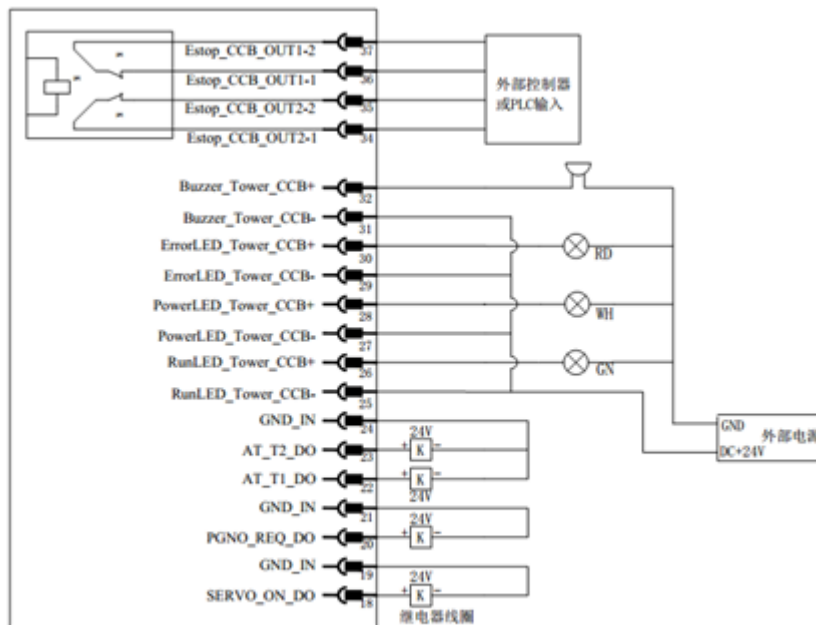 Estop_CCB_OUT1-2
37
Estop_CCB_OUT1-1
36
Estop_CCB_OUT2-2
35
Estop_CCB_OUT2-1
34
外部控制器
或PLC输入
Buzzer_Tower_CCB+
32
Buzzer_Tower_CCB-
31
ErrorLED_Tower_CCB+
30
RD
ErrorLED_Tower_CCB-
29
PowerLED_Tower_CCB+
28
WH
PowerLED_Tower_CCB-
27
RunLED_Tower_CCB+
26
GN
RunLED_Tower_CCB-
25
GND
外部电源
DC+24V
GND_IN
24
24V
AT_T2_DO
23
+ K -
AT_T1_DO
22
+ K -
24V
GND_IN
21
24V
PGNO_REQ_DO
20
+ K -
GND_IN
19
24V
SERVO_ON_DO
18
+ K -
继电器线圈